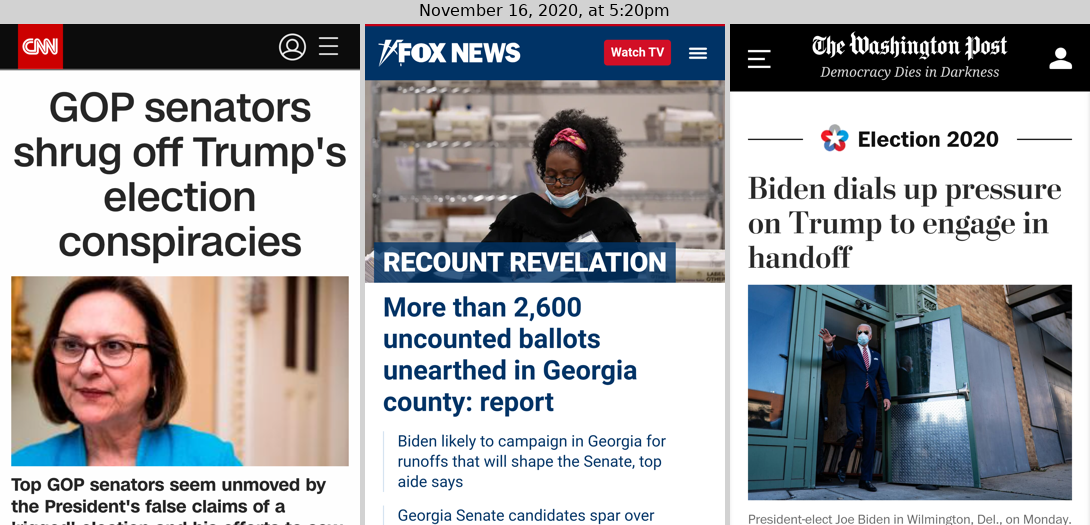 November 16, 2020, at 5:20pm
CNN
GOP senators
shrug off Trump's
election
conspiracies
Top GOP senators seem unmoved by
the President's false claims of a
FOX NEWS
Watch TV
RECOUNT REVELATION
More than 2,600
uncounted ballots
unearthed in Georgia
county: report
Biden likely to campaign in Georgia for
runoffs that will shape the Senate, top
aide says
Georgia Senate candidates spar over
The Washington Post
Democracy Dies in Darkness
Election 2020
Biden dials up pressure
on Trump to engage in
handoff
President-elect Joe Biden in Wilmington, Del., on Monday,